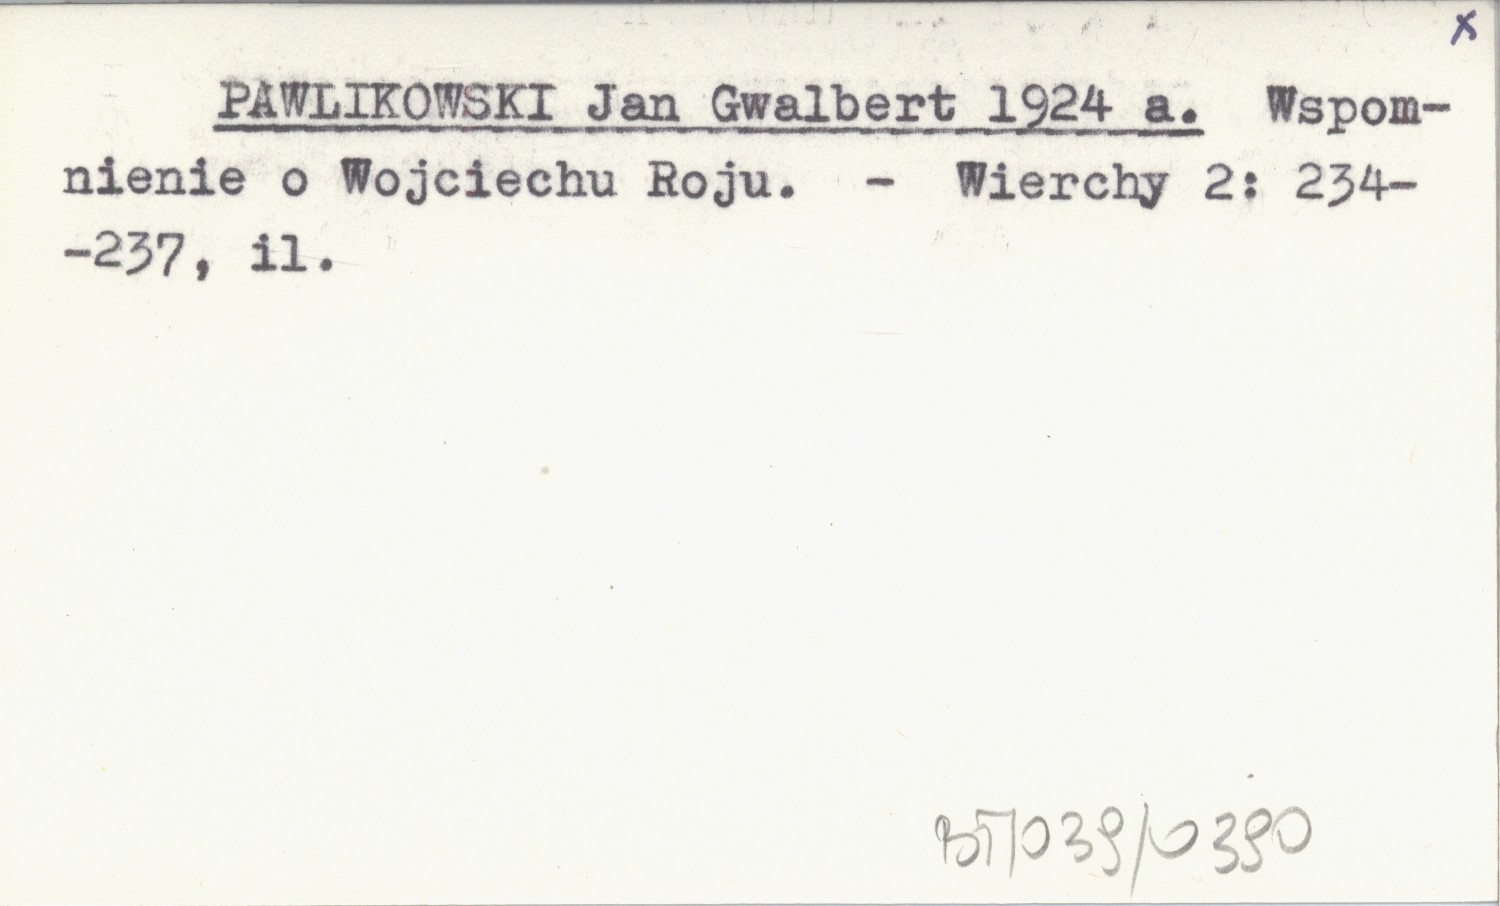 x
PAWLIKOWSKI Jan Gwalbert 1924 a. Wspom-
nienie o Wojciechu Roju. - Wierchy 2: 234-
-237, il.
BT/039/0390